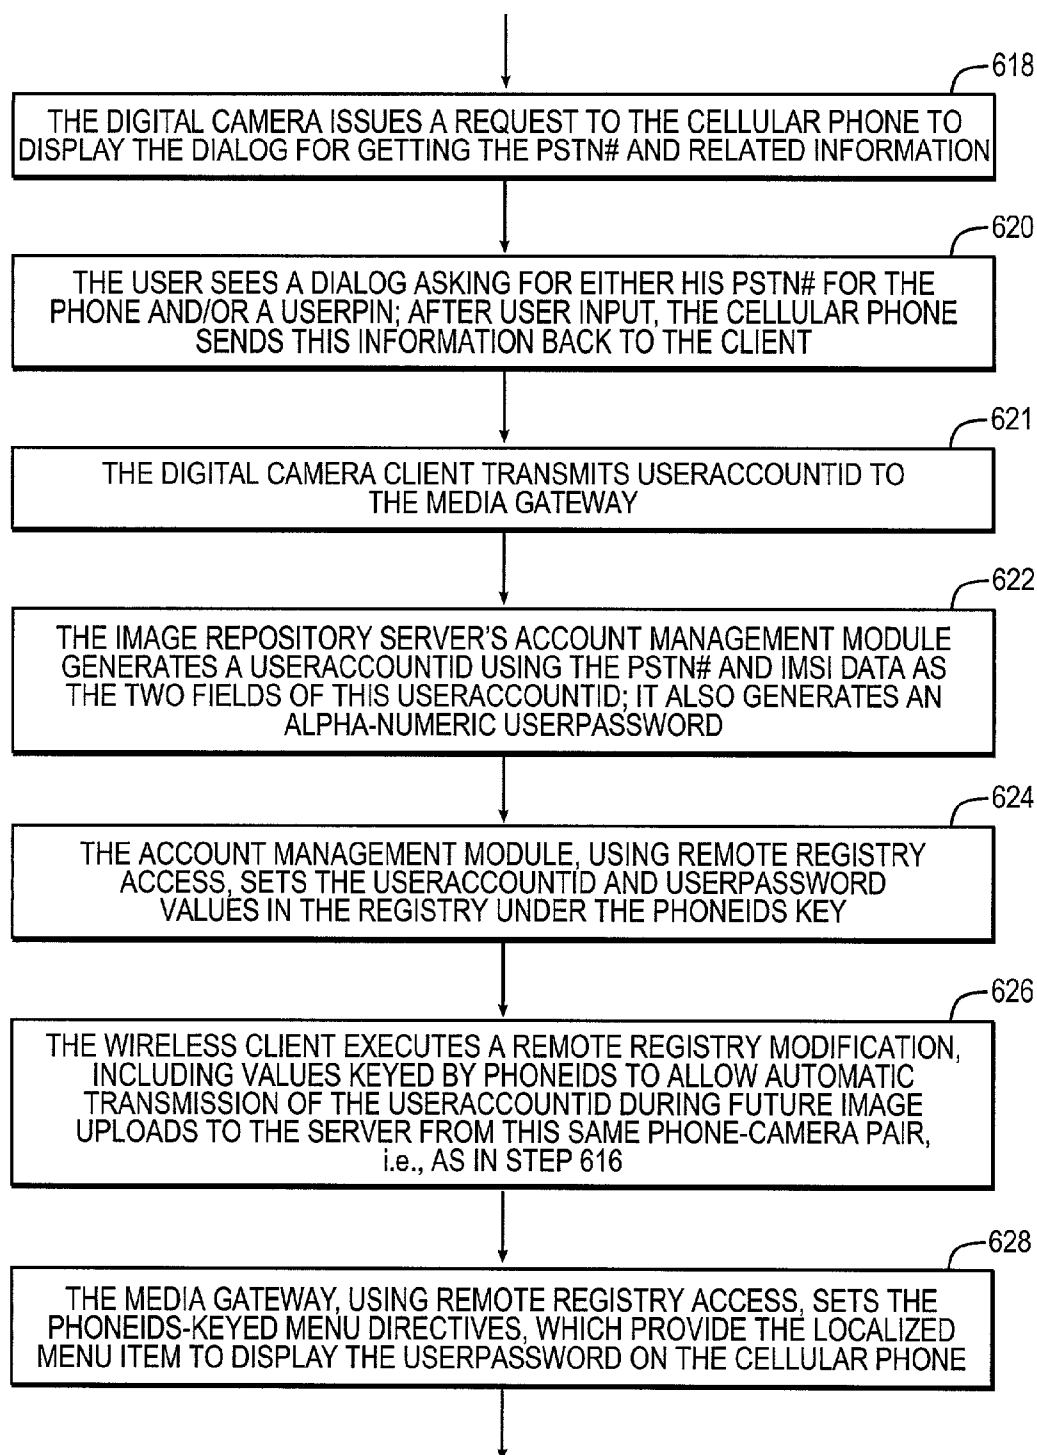 618
THE DIGITAL CAMERA ISSUES A REQUEST TO THE CELLULAR PHONE TO
DISPLAY THE DIALOG FOR GETTING THE PSTN# AND RELATED INFORMATION
620
THE USER SEES A DIALOG ASKING FOR EITHER HIS PSTN# FOR THE
PHONE AND/OR A USERPIN; AFTER USER INPUT, THE CELLULAR PHONE
SENDS THIS INFORMATION BACK TO THE CLIENT
621
THE DIGITAL CAMERA CLIENT TRANSMITS USERACCOUNTID TO
THE MEDIA GATEWAY
622
THE IMAGE REPOSITORY SERVER'S ACCOUNT MANAGEMENT MODULE
GENERATES A USERACCOUNTID USING THE PSTN# AND IMSI DATA AS
THE TWO FIELDS OF THIS USERACCOUNTID; IT ALSO GENERATES AN
ALPHA-NUMERIC USERPASSWORD
624
THE ACCOUNT MANAGEMENT MODULE, USING REMOTE REGISTRY
ACCESS, SETS THE USERACCOUNTID AND USERPASSWORD
VALUES IN THE REGISTRY UNDER THE PHONEIDS KEY
626
THE WIRELESS CLIENT EXECUTES A REMOTE REGISTRY MODIFICATION,
INCLUDING VALUES KEYED BY PHONEIDS TO ALLOW AUTOMATIC
TRANSMISSION OF THE USERACCOUNTID DURING FUTURE IMAGE
UPLOADS TO THE SERVER FROM THIS SAME PHONE-CAMERA PAIR,
i.e., AS IN STEP 616
628
THE MEDIA GATEWAY, USING REMOTE REGISTRY ACCESS, SETS THE
PHONEIDS-KEYED MENU DIRECTIVES, WHICH PROVIDE THE LOCALIZED
MENU ITEM TO DISPLAY THE USERPASSWORD ON THE CELLULAR PHONE